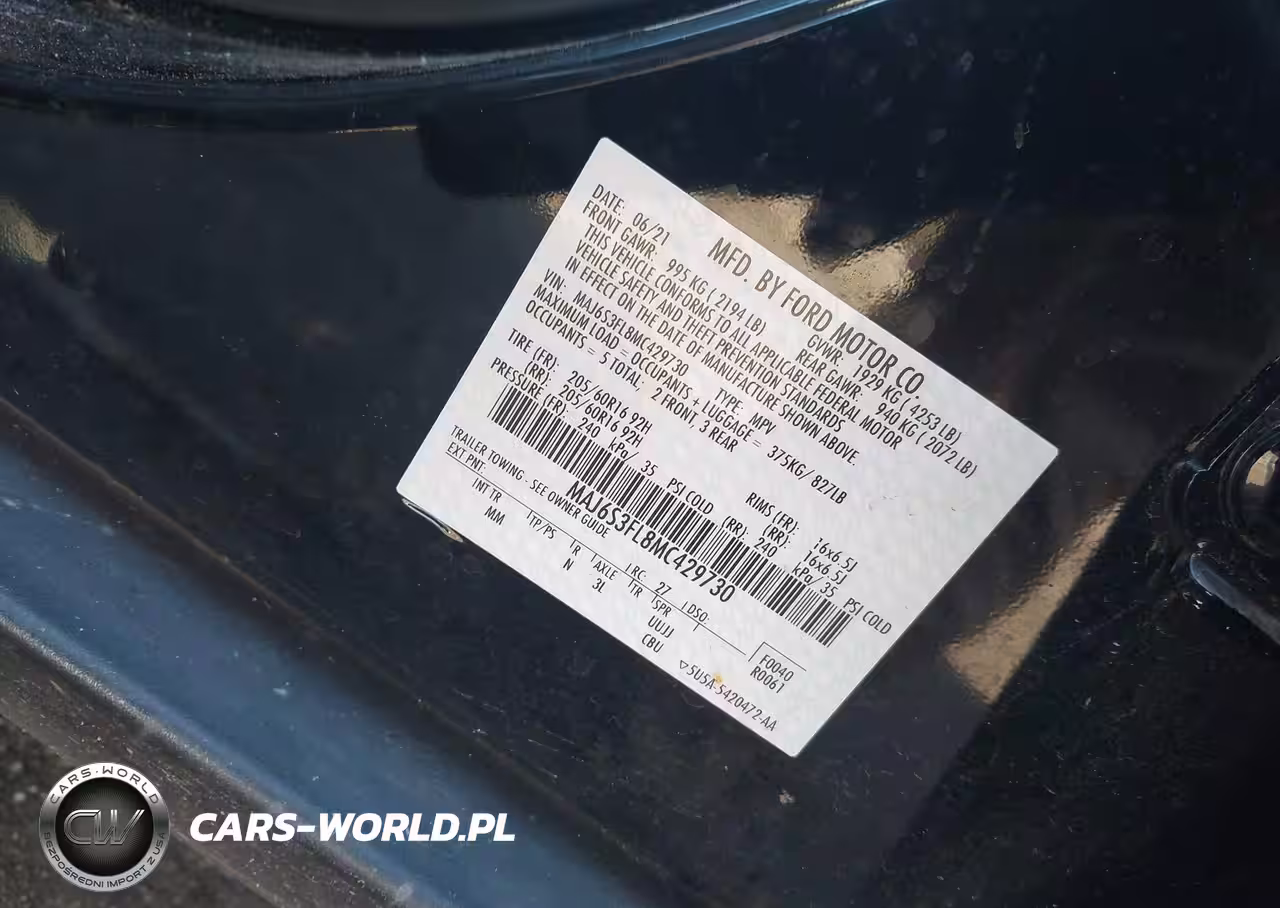 MFD. BY FORD MOTOR CO.
DATE: 06/21 GVWR: 1929 KG ( 4253 LB)
FRONT GAWR: 995 KG ( 2194 LB) REAR GAWR: 940 KG ( 2072 LB)
THIS VEHICLE CONFORMS TO ALL APPLICABLE FEDERAL MOTOR
VEHICLE SAFETY AND THEFT PREVENTION STANDARDS
IN EFFECT ON THE DATE OF MANUFACTURE SHOWN ABOVE.
VIN: MAJ6S3FL8MC429730 TYPE: MPV
MAXIMUM LOAD = OCCUPANTS + LUGGAGE = 375KG/ 827LB
OCCUPANTS = 5 TOTAL: 2 FRONT, 3 REAR
TIRE (FR): 205/60R16 92H RIMS (FR): 16x6.5J
(RR): 205/60R16 92H (RR): 16x6.5J
PRESSURE: (FR): 240 kPa/ 35 PSI COLD (RR): 240 kPa/ 35 PSI COLD
MAJ6S3FL8MC429730
TRAILER TOWING - SEE OWNER GUIDE
EXT PNT: RC: 27 DSO:
INT TR TP/PS R AXLE TR SPR
MM N 3L UUJJ
CBU
F0040
R0061
▽5U5A-5420472-AA
CARS-WORLD
CW
BEZPOŚREDNI IMPORT Z USA
CARS-WORLD.PL